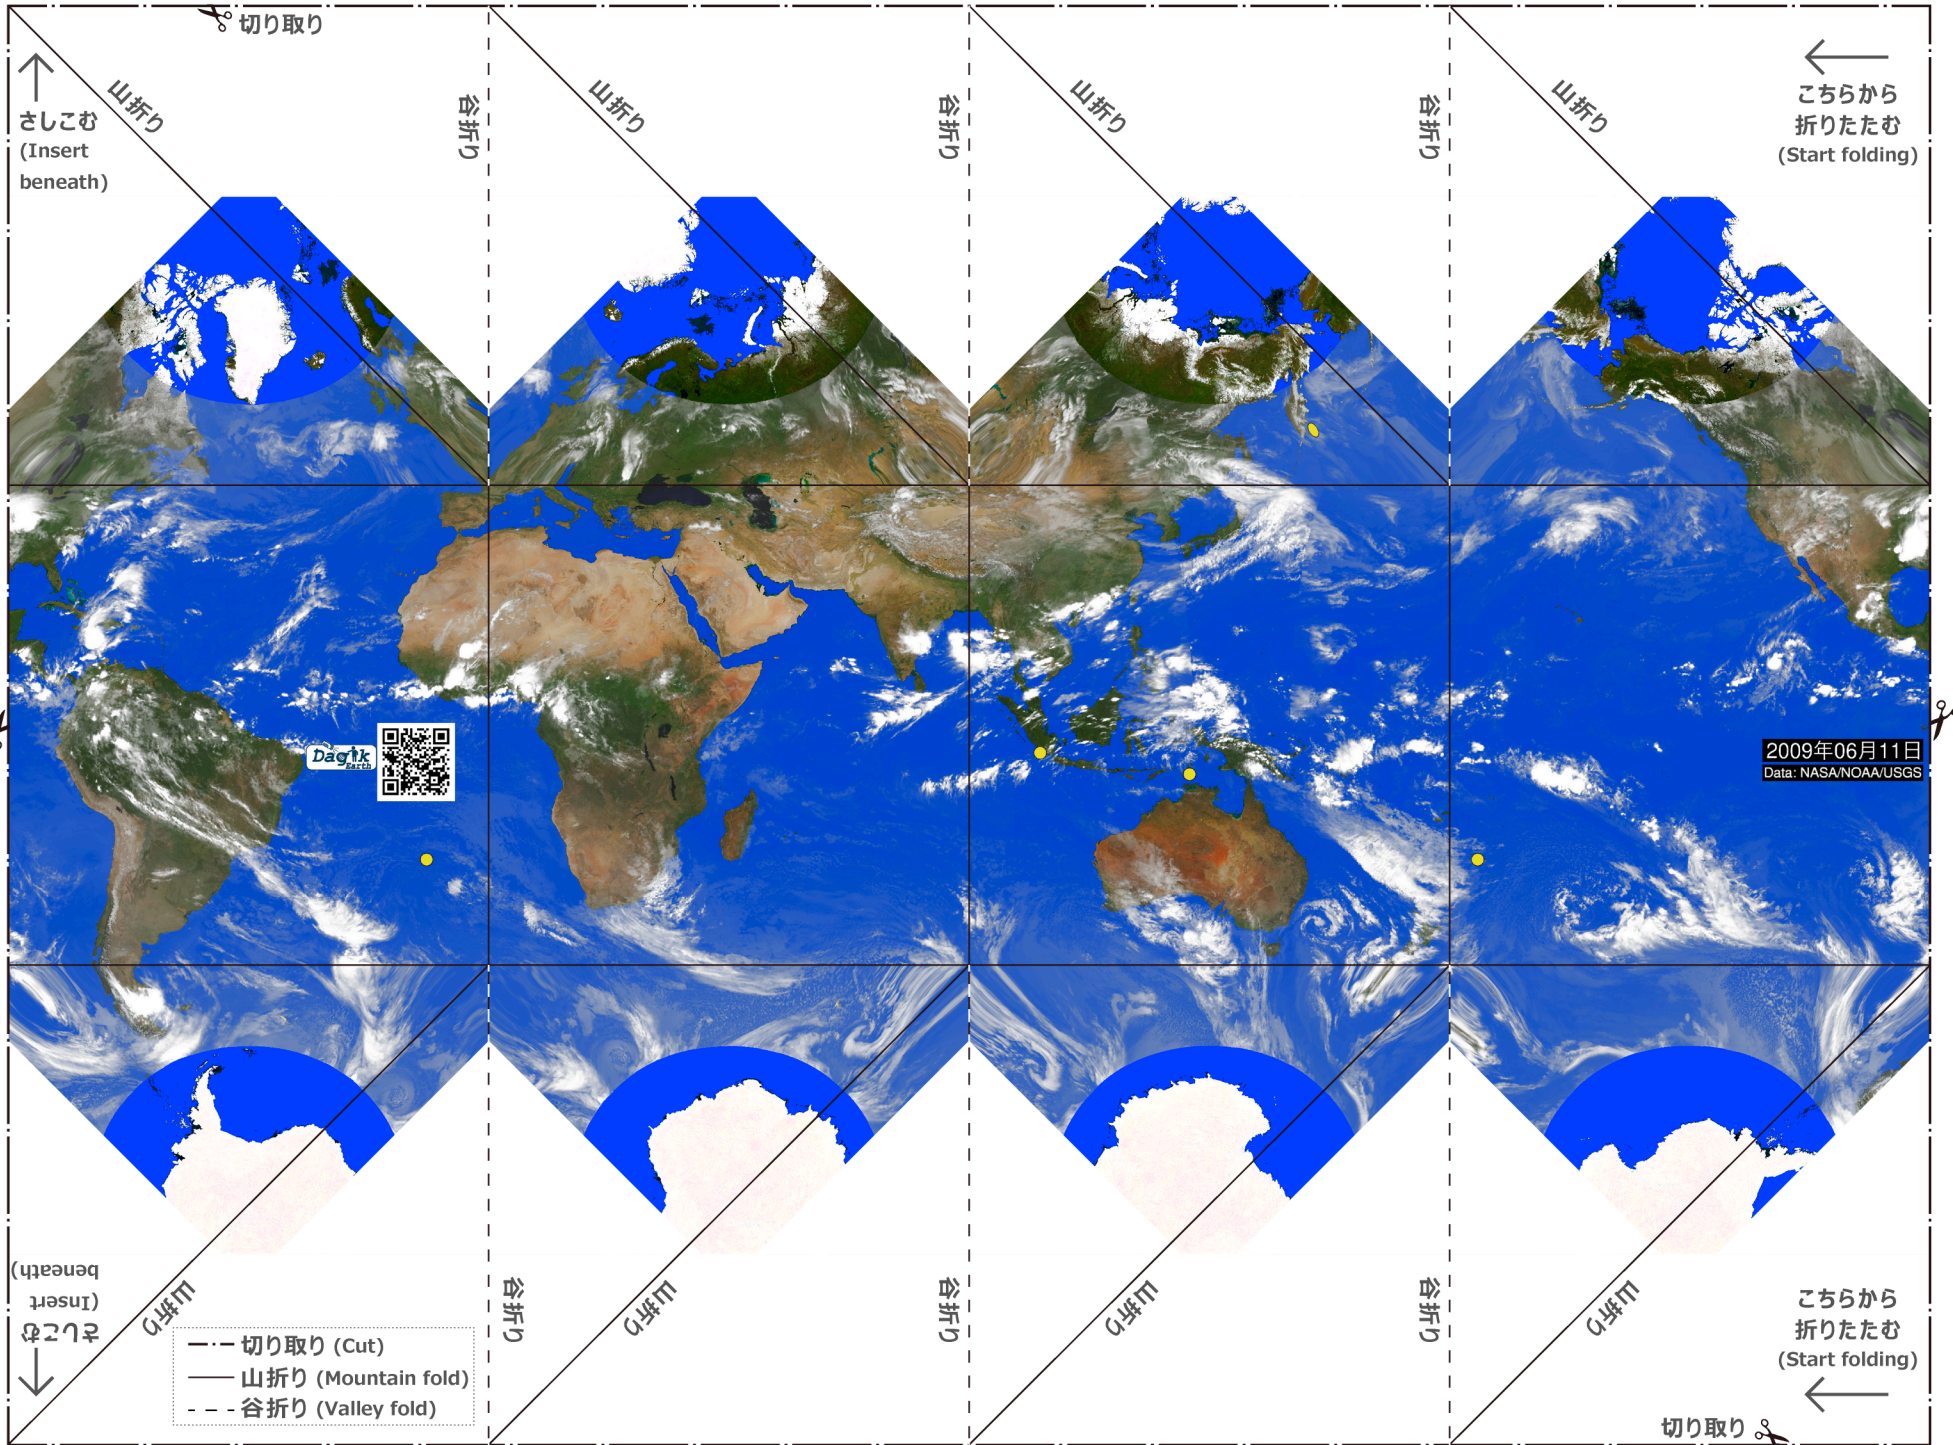 切り取り
さしこむ
(Insert
beneath)
山折り
谷折り
山折り
谷折り
山折り
谷折り
山折り
こちらから
折りたたむ
(Start folding)
Dagik
Earth
2009年06月11日
Data: NASA/NOAA/USGS
さしこむ
(Insert
beneath)
山折り
谷折り
山折り
谷折り
山折り
谷折り
山折り
こちらから
折りたたむ
(Start folding)
切り取り (Cut)
山折り (Mountain fold)
谷折り (Valley fold)
切り取り